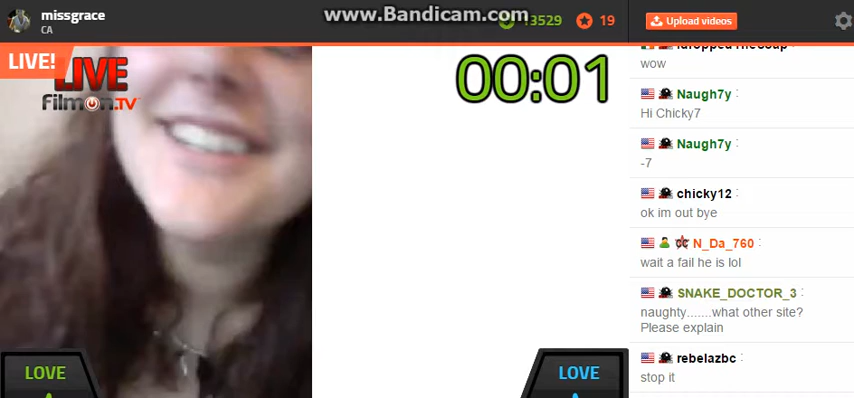 missgrace
CA
www.Bandicam.com
13529
19
Upload videos
LIVE!
LIVE
FilmOn.TV
00:01
wow
Naugh7y :
Hi Chicky7
Naugh7y :
-7
chicky12 :
ok im out bye
N_Da_760 :
wait a fail he is lol
SNAKE_DOCTOR_3 :
naughty.......what other site?
Please explain
rebelazbc :
stop it
LOVE
LOVE